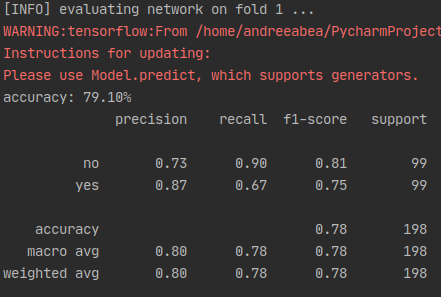 [INFO] evaluating network on fold 1 ...
WARNING:tensorflow:From /home/andreeabea/PycharmProject
Instructions for updating:
Please use Model.predict, which supports generators.
accuracy: 79.10%
precision recall f1-score support
no 0.73 0.90 0.81 99
yes 0.87 0.67 0.75 99
accuracy 0.78 198
macro avg 0.80 0.78 0.78 198
weighted avg 0.80 0.78 0.78 198